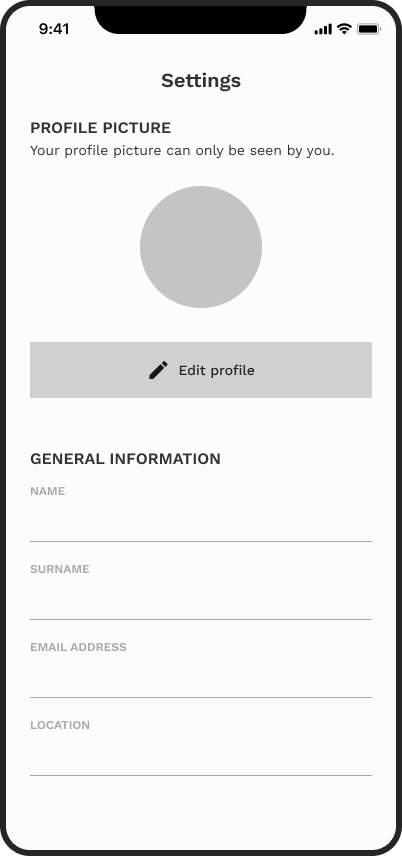 9:41
Settings
PROFILE PICTURE
Your profile picture can only be seen by you.
Edit profile
GENERAL INFORMATION
NAME
SURNAME
EMAIL ADDRESS
LOCATION